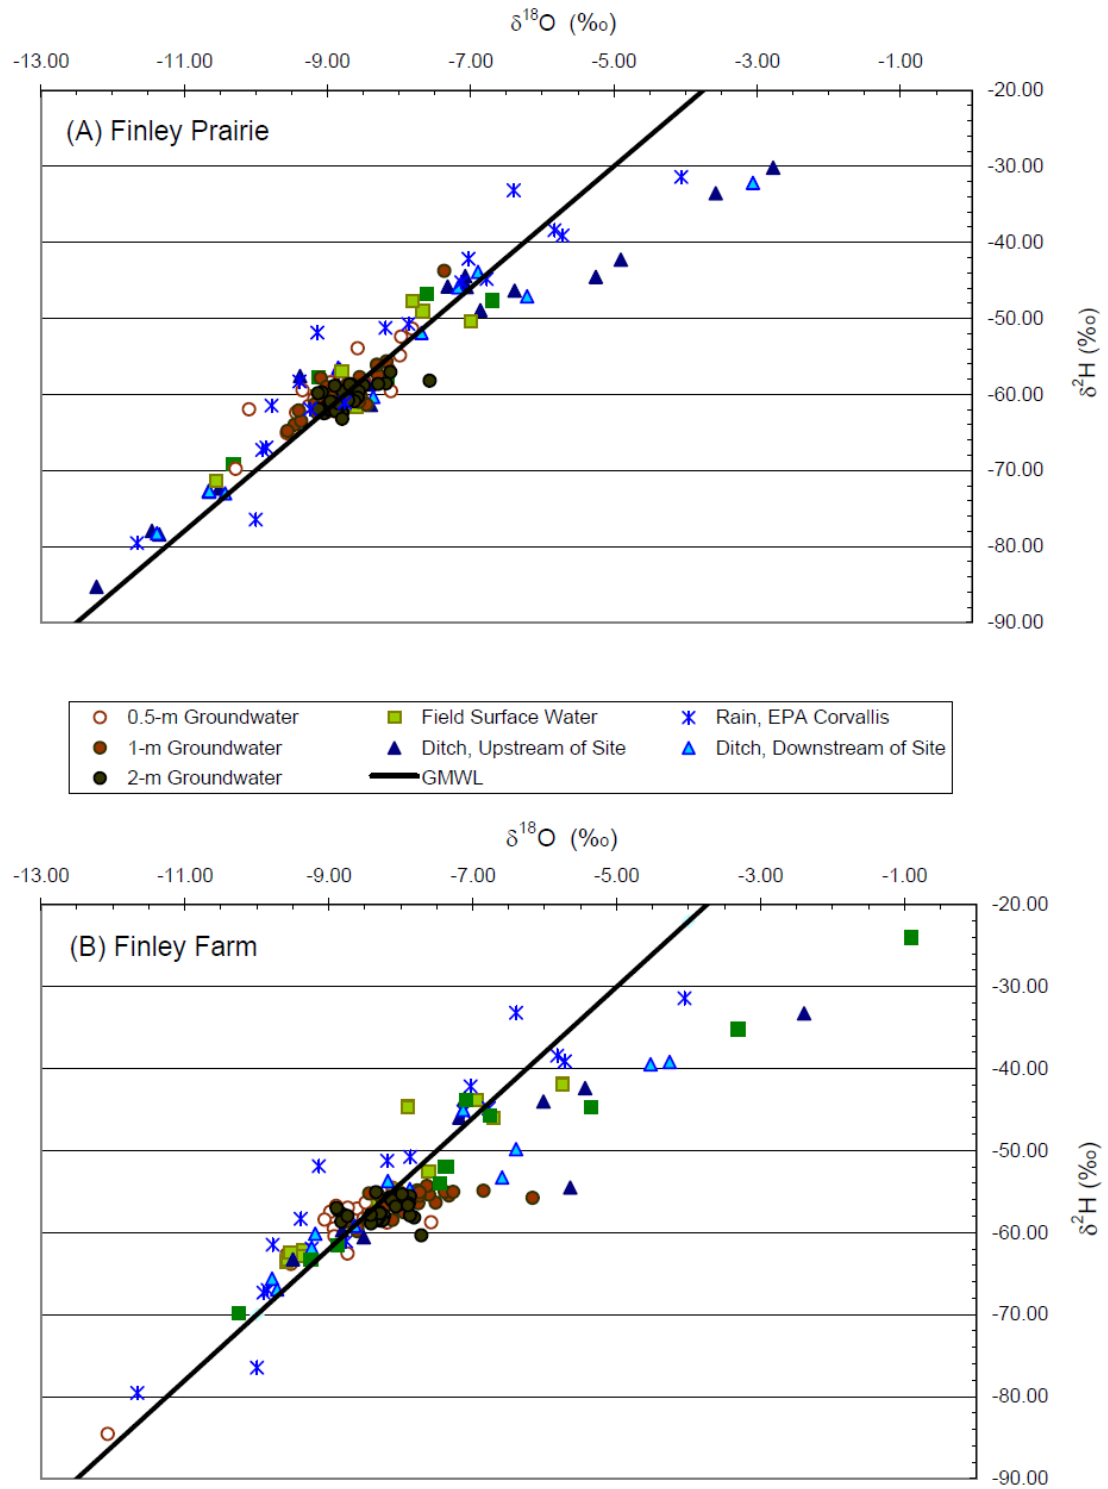 δ18O (‰)
-13.00 -11.00 -9.00 -7.00 -5.00 -3.00 -1.00
-20.00
(A) Finley Prairie
-30.00
-40.00
-50.00
δ2H (‰)
-60.00
-70.00
-80.00
-90.00
0.5-m Groundwater Field Surface Water Rain, EPA Corvallis
1-m Groundwater Ditch, Upstream of Site Ditch, Downstream of Site
2-m Groundwater GMWL
δ18O (‰)
-13.00 -11.00 -9.00 -7.00 -5.00 -3.00 -1.00
-20.00
(B) Finley Farm
-30.00
-40.00
-50.00
δ2H (‰)
-60.00
-70.00
-80.00
-90.00